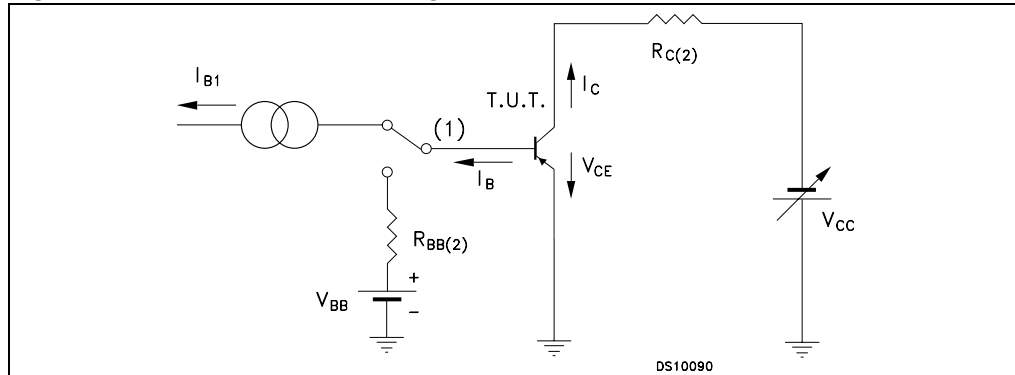 R_C(2)
I_B1
I_C
T.U.T.
(1)
V_CE
I_B
V_CC
R_BB(2)
+
V_BB
-
DS10090